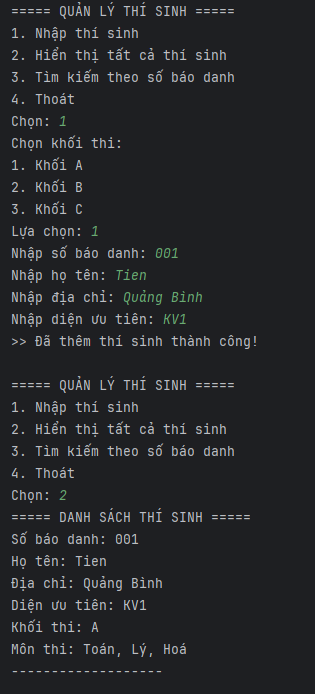 ===== QUẢN LÝ THÍ SINH =====
1. Nhập thí sinh
2. Hiển thị tất cả thí sinh
3. Tìm kiếm theo số báo danh
4. Thoát
Chọn: 1
Chọn khối thi:
1. Khối A
2. Khối B
3. Khối C
Lựa chọn: 1
Nhập số báo danh: 001
Nhập họ tên: Tien
Nhập địa chỉ: Quảng Bình
Nhập diện ưu tiên: KV1
>> Đã thêm thí sinh thành công!

===== QUẢN LÝ THÍ SINH =====
1. Nhập thí sinh
2. Hiển thị tất cả thí sinh
3. Tìm kiếm theo số báo danh
4. Thoát
Chọn: 2
===== DANH SÁCH THÍ SINH =====
Số báo danh: 001
Họ tên: Tien
Địa chỉ: Quảng Bình
Diện ưu tiên: KV1
Khối thi: A
Môn thi: Toán, Lý, Hoá
-------------------